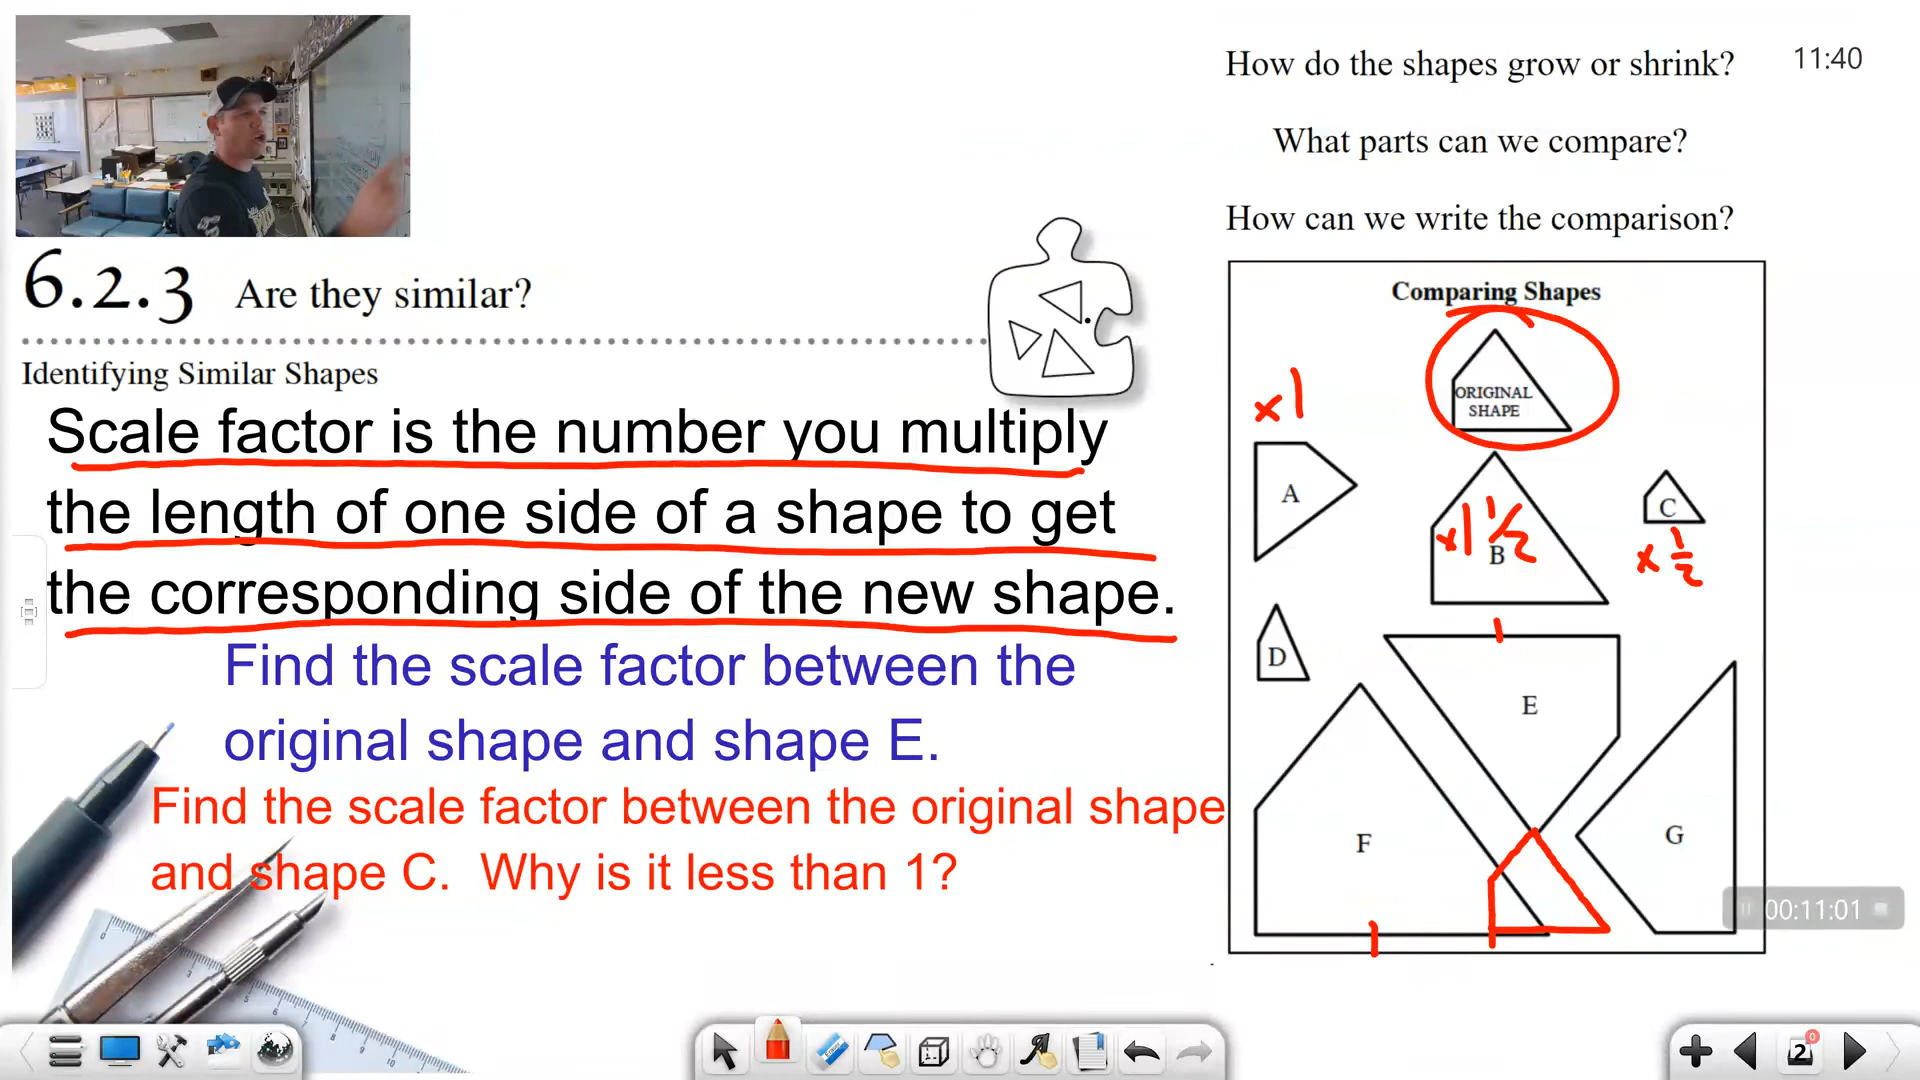 How do the shapes grow or shrink?
11:40
What parts can we compare?
How can we write the comparison?
6.2.3 Are they similar?
Identifying Similar Shapes
Scale factor is the number you multiply
the length of one side of a shape to get
the corresponding side of the new shape.
Find the scale factor between the
original shape and shape E.
Find the scale factor between the original shape
and shape C. Why is it less than 1?
Comparing Shapes
ORIGINAL
SHAPE
x1
A
x1 1/2
B
C
x 1/2
D
E
F
G
00:11:01
2
0